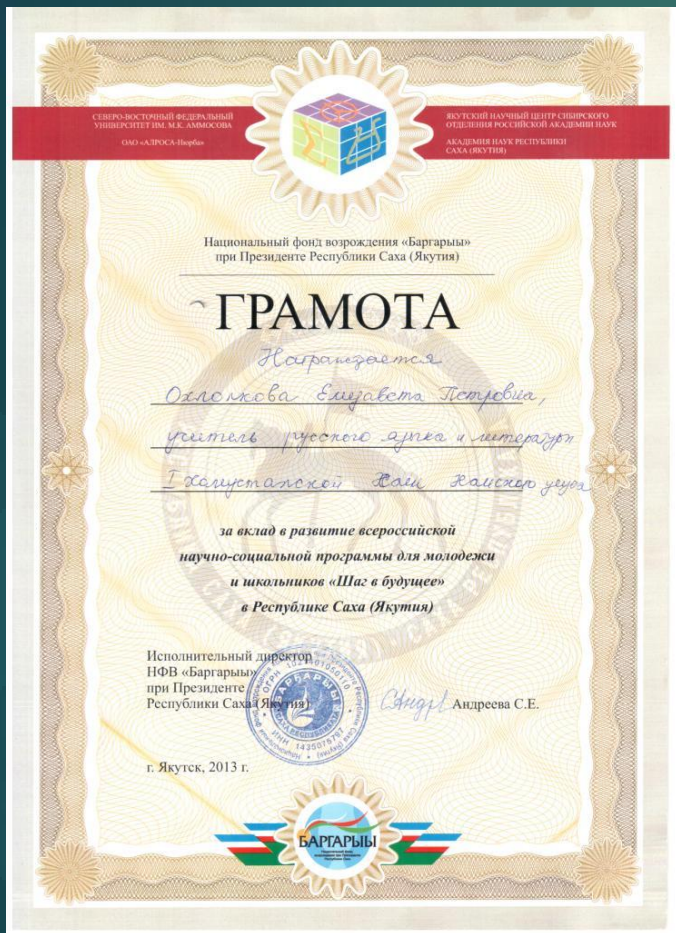 СЕВЕРО-ВОСТОЧНЫЙ ФЕДЕРАЛЬНЫЙ
УНИВЕРСИТЕТ ИМ. М.К. АММОСОВА
ОАО «АЛРОСА-Нюрба»
ЯКУТСКИЙ НАУЧНЫЙ ЦЕНТР СИБИРСКОГО
ОТДЕЛЕНИЯ РОССИЙСКОЙ АКАДЕМИИ НАУК
АКАДЕМИЯ НАУК РЕСПУБЛИКИ
САХА (ЯКУТИЯ)
Национальный фонд возрождения «Баргарыы»
при Президенте Республики Саха (Якутия)
ГРАМОТА
Награждается
Охлопкова Елизавета Петровна,
учитель русского языка и литературы
I Хомустахской Намского улуса
за вклад в развитие всероссийской
научно-социальной программы для молодежи
и школьников «Шаг в будущее»
в Республике Саха (Якутия)
Исполнительный директор
НФВ «Баргарыы»
при Президенте
Республики Саха (Якутия)
Андреева С.Е.
г. Якутск, 2013 г.
БАРГАРЫЫ